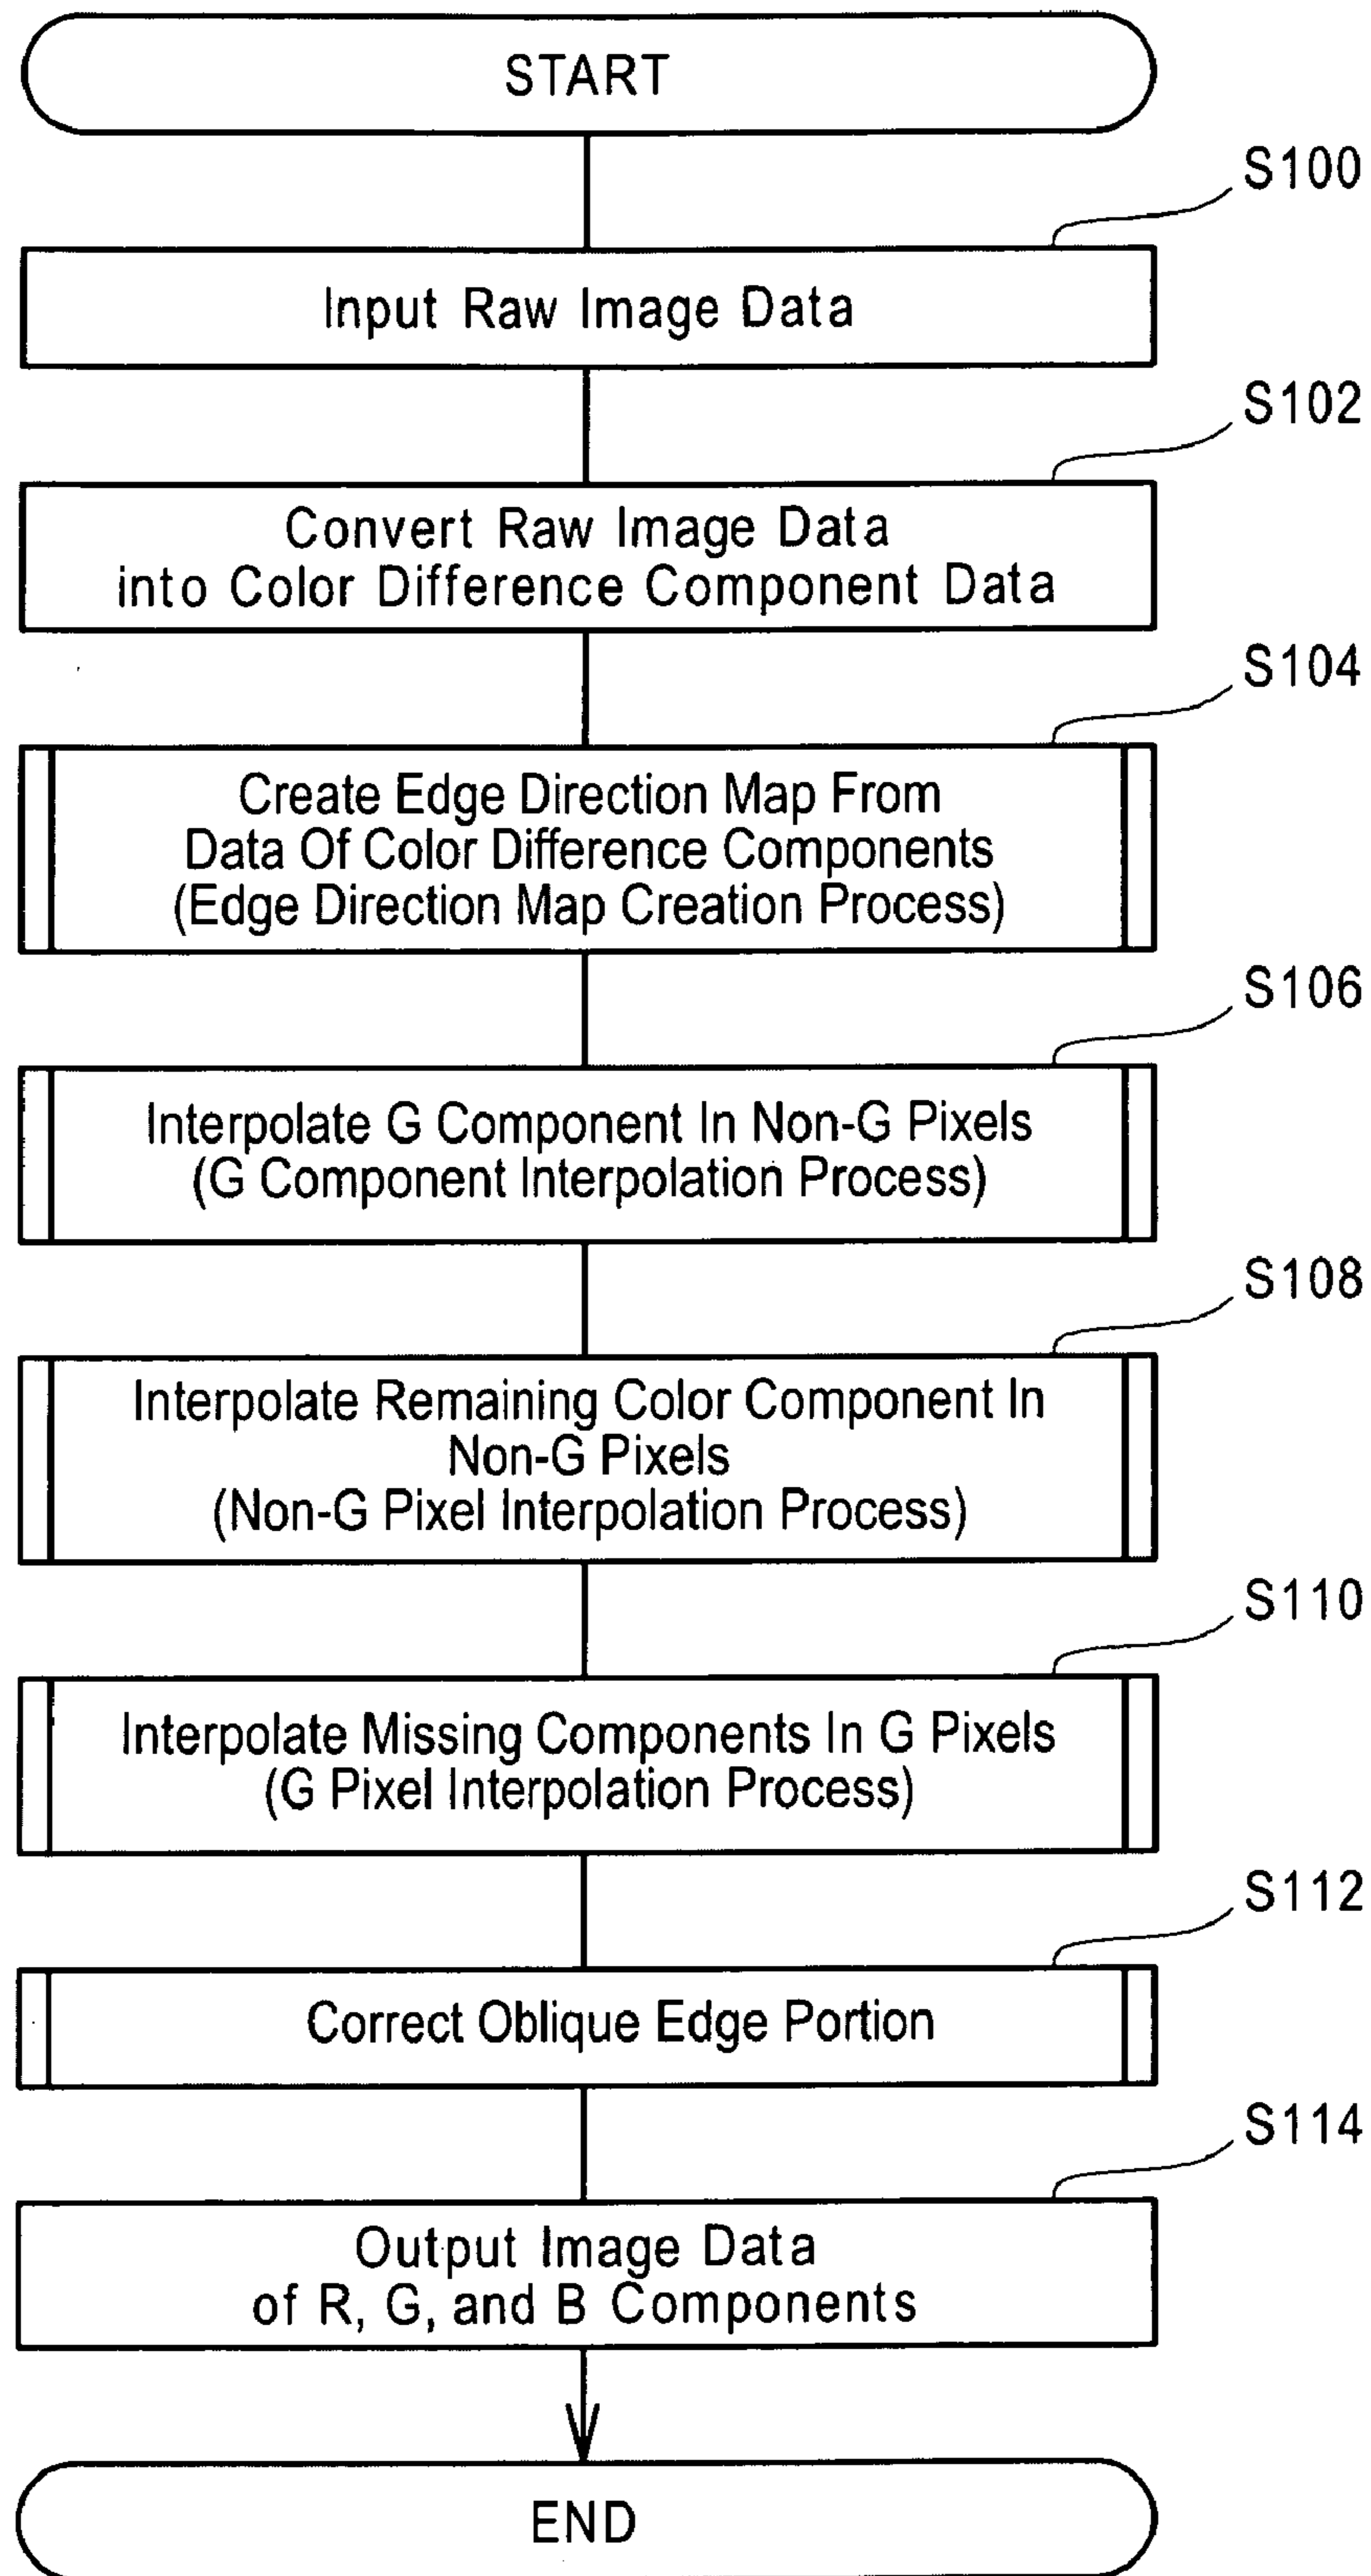 START
S100
Input Raw Image Data
S102
Convert Raw Image Data
into Color Difference Component Data
S104
Create Edge Direction Map From
Data Of Color Difference Components
(Edge Direction Map Creation Process)
S106
Interpolate G Component In Non-G Pixels
(G Component Interpolation Process)
S108
Interpolate Remaining Color Component In
Non-G Pixels
(Non-G Pixel Interpolation Process)
S110
Interpolate Missing Components In G Pixels
(G Pixel Interpolation Process)
S112
Correct Oblique Edge Portion
S114
Output Image Data
of R, G, and B Components
END